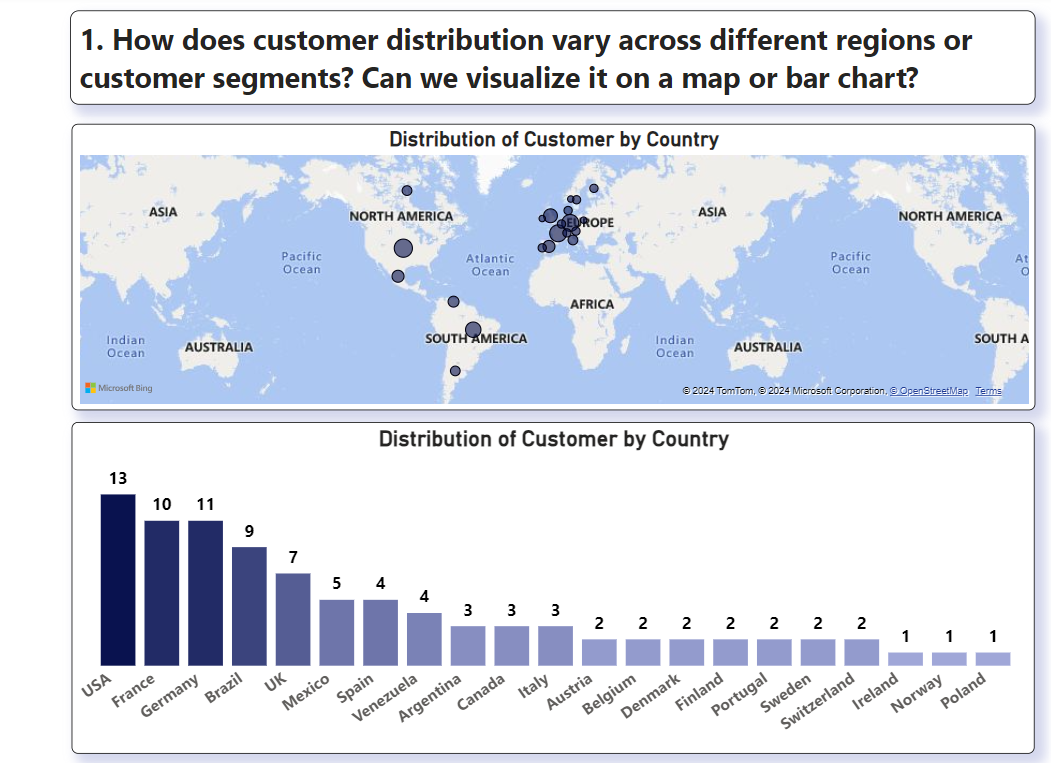 1. How does customer distribution vary across different regions or
customer segments? Can we visualize it on a map or bar chart?
Distribution of Customer by Country
ASIA
NORTH AMERICA
EUROPE
ASIA
NORTH AMERICA
Pacific
Ocean
Atlantic
Ocean
Pacific
Ocean
At
O
AFRICA
Indian
Ocean
AUSTRALIA
SOUTH AMERICA
Indian
Ocean
AUSTRALIA
SOUTH A
Microsoft Bing
© 2024 TomTom, © 2024 Microsoft Corporation, © OpenStreetMap Terms
Distribution of Customer by Country
13
10
11
9
7
5
4
4
3
3
3
2
2
2
2
2
2
2
1
1
1
USA
France
Germany
Brazil
UK
Mexico
Spain
Venezuela
Argentina
Canada
Italy
Austria
Belgium
Denmark
Finland
Portugal
Sweden
Switzerland
Ireland
Norway
Poland